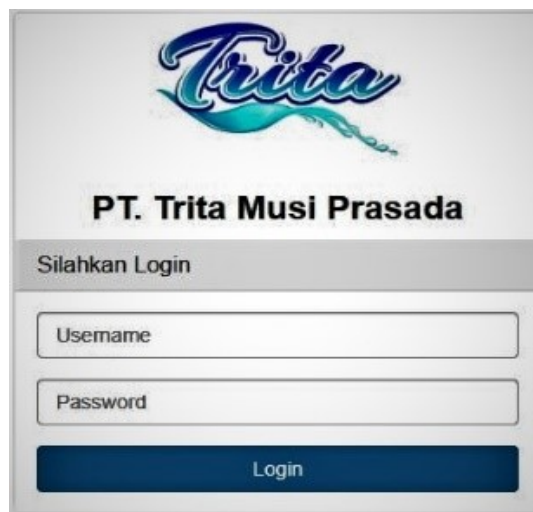 Trita
PT. Trita Musi Prasada
Silahkan Login
Username
Password
Login